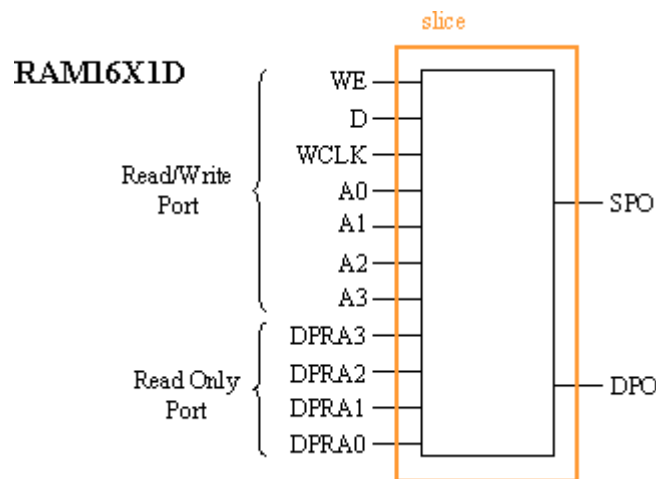 slice
RAM16X1D
WE
D
WCLK
Read/Write
Port
A0
A1
A2
A3
SPO
DPRA3
DPRA2
DPRA1
DPRA0
Read Only
Port
DPO